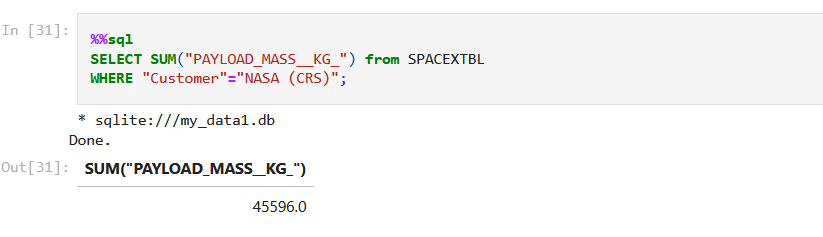 In [31]:
%%sql
SELECT SUM("PAYLOAD_MASS__KG_") from SPACEXTBL
WHERE "Customer"="NASA (CRS)";
* sqlite:///my_data1.db
Done.
Out[31]:
SUM("PAYLOAD_MASS__KG_")
45596.0